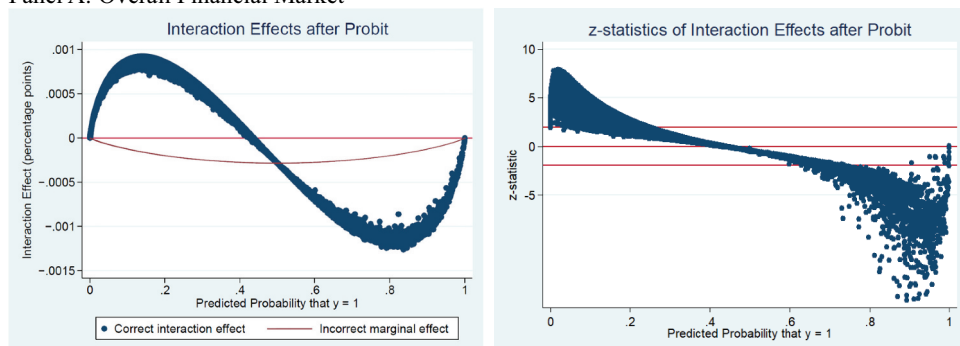 Panel A: Overall Financial Market
Interaction Effects after Probit
.001
.0005
0
-.0005
-.001
-.0015
Interaction Effect (percentage points)
0
.2
.4
.6
.8
1
Predicted Probability that y = 1
Correct interaction effect
Incorrect marginal effect
z-statistics of Interaction Effects after Probit
10
5
0
-5
z-statistic
0
.2
.4
.6
.8
1
Predicted Probability that y = 1